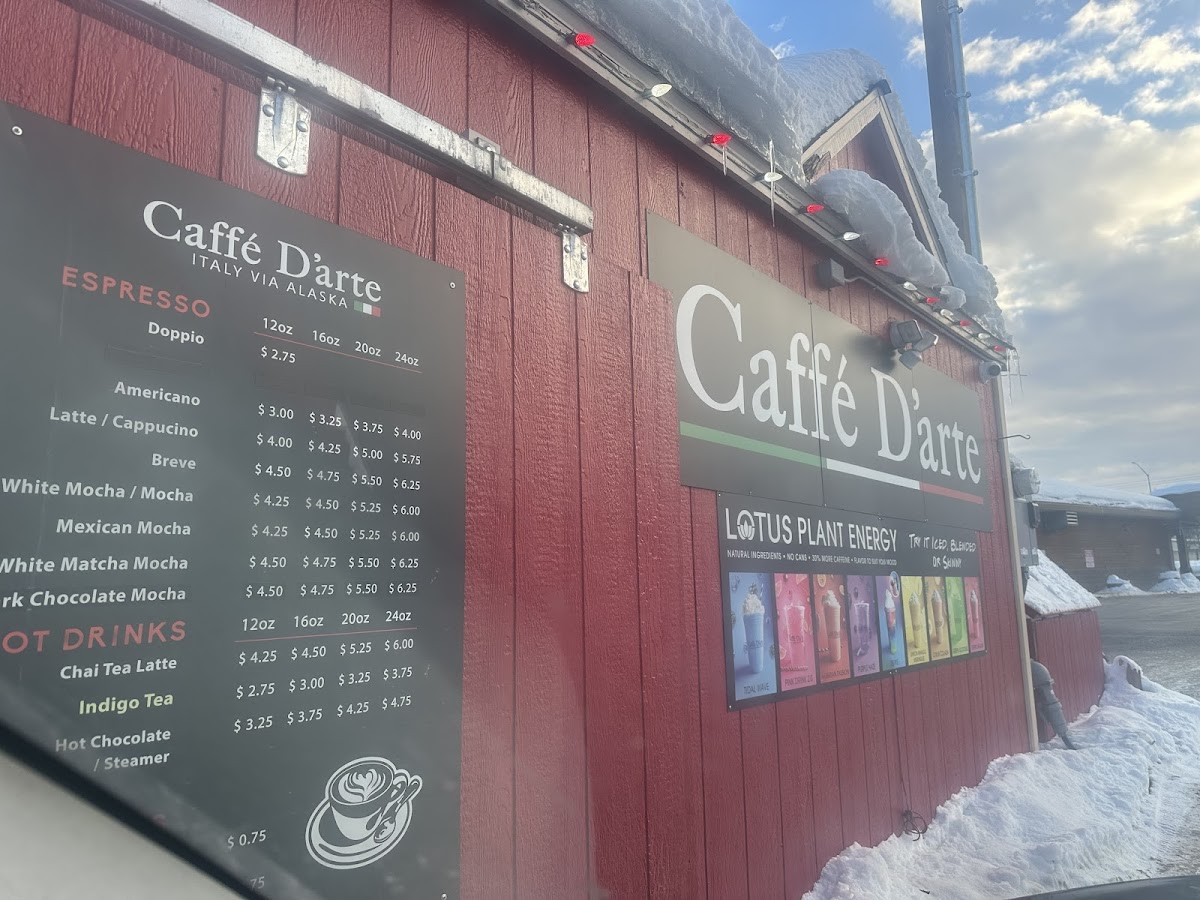 Caffé D'arte
ITALY VIA ALASKA
ESPRESSO
12oz 16oz 20oz 24oz
Doppio $ 2.75
Americano $ 3.00 $ 3.25 $ 3.75 $ 4.00
Latte / Cappucino $ 4.00 $ 4.25 $ 5.00 $ 5.75
Breve $ 4.50 $ 4.75 $ 5.50 $ 6.25
White Mocha / Mocha $ 4.25 $ 4.50 $ 5.25 $ 6.00
Mexican Mocha $ 4.25 $ 4.50 $ 5.25 $ 6.00
White Matcha Mocha $ 4.50 $ 4.75 $ 5.50 $ 6.25
rk Chocolate Mocha $ 4.50 $ 4.75 $ 5.50 $ 6.25
OT DRINKS 12oz 16oz 20oz 24oz
Chai Tea Latte $ 4.25 $ 4.50 $ 5.25 $ 6.00
Indigo Tea $ 2.75 $ 3.00 $ 3.25 $ 3.75
Hot Chocolate $ 3.25 $ 3.75 $ 4.25 $ 4.75
/ Steamer
$ 0.75
75
Caffé D'arte
LOTUS PLANT ENERGY
TRY IT ICED, BLENDED
OR SKINNY
NATURAL INGREDIENTS • NO CANS • 30% MORE CAFFEINE • FLAVOR TO SUIT YOUR MOOD
TIDAL WAVE
PINK DRINK
PURPLE HAZE